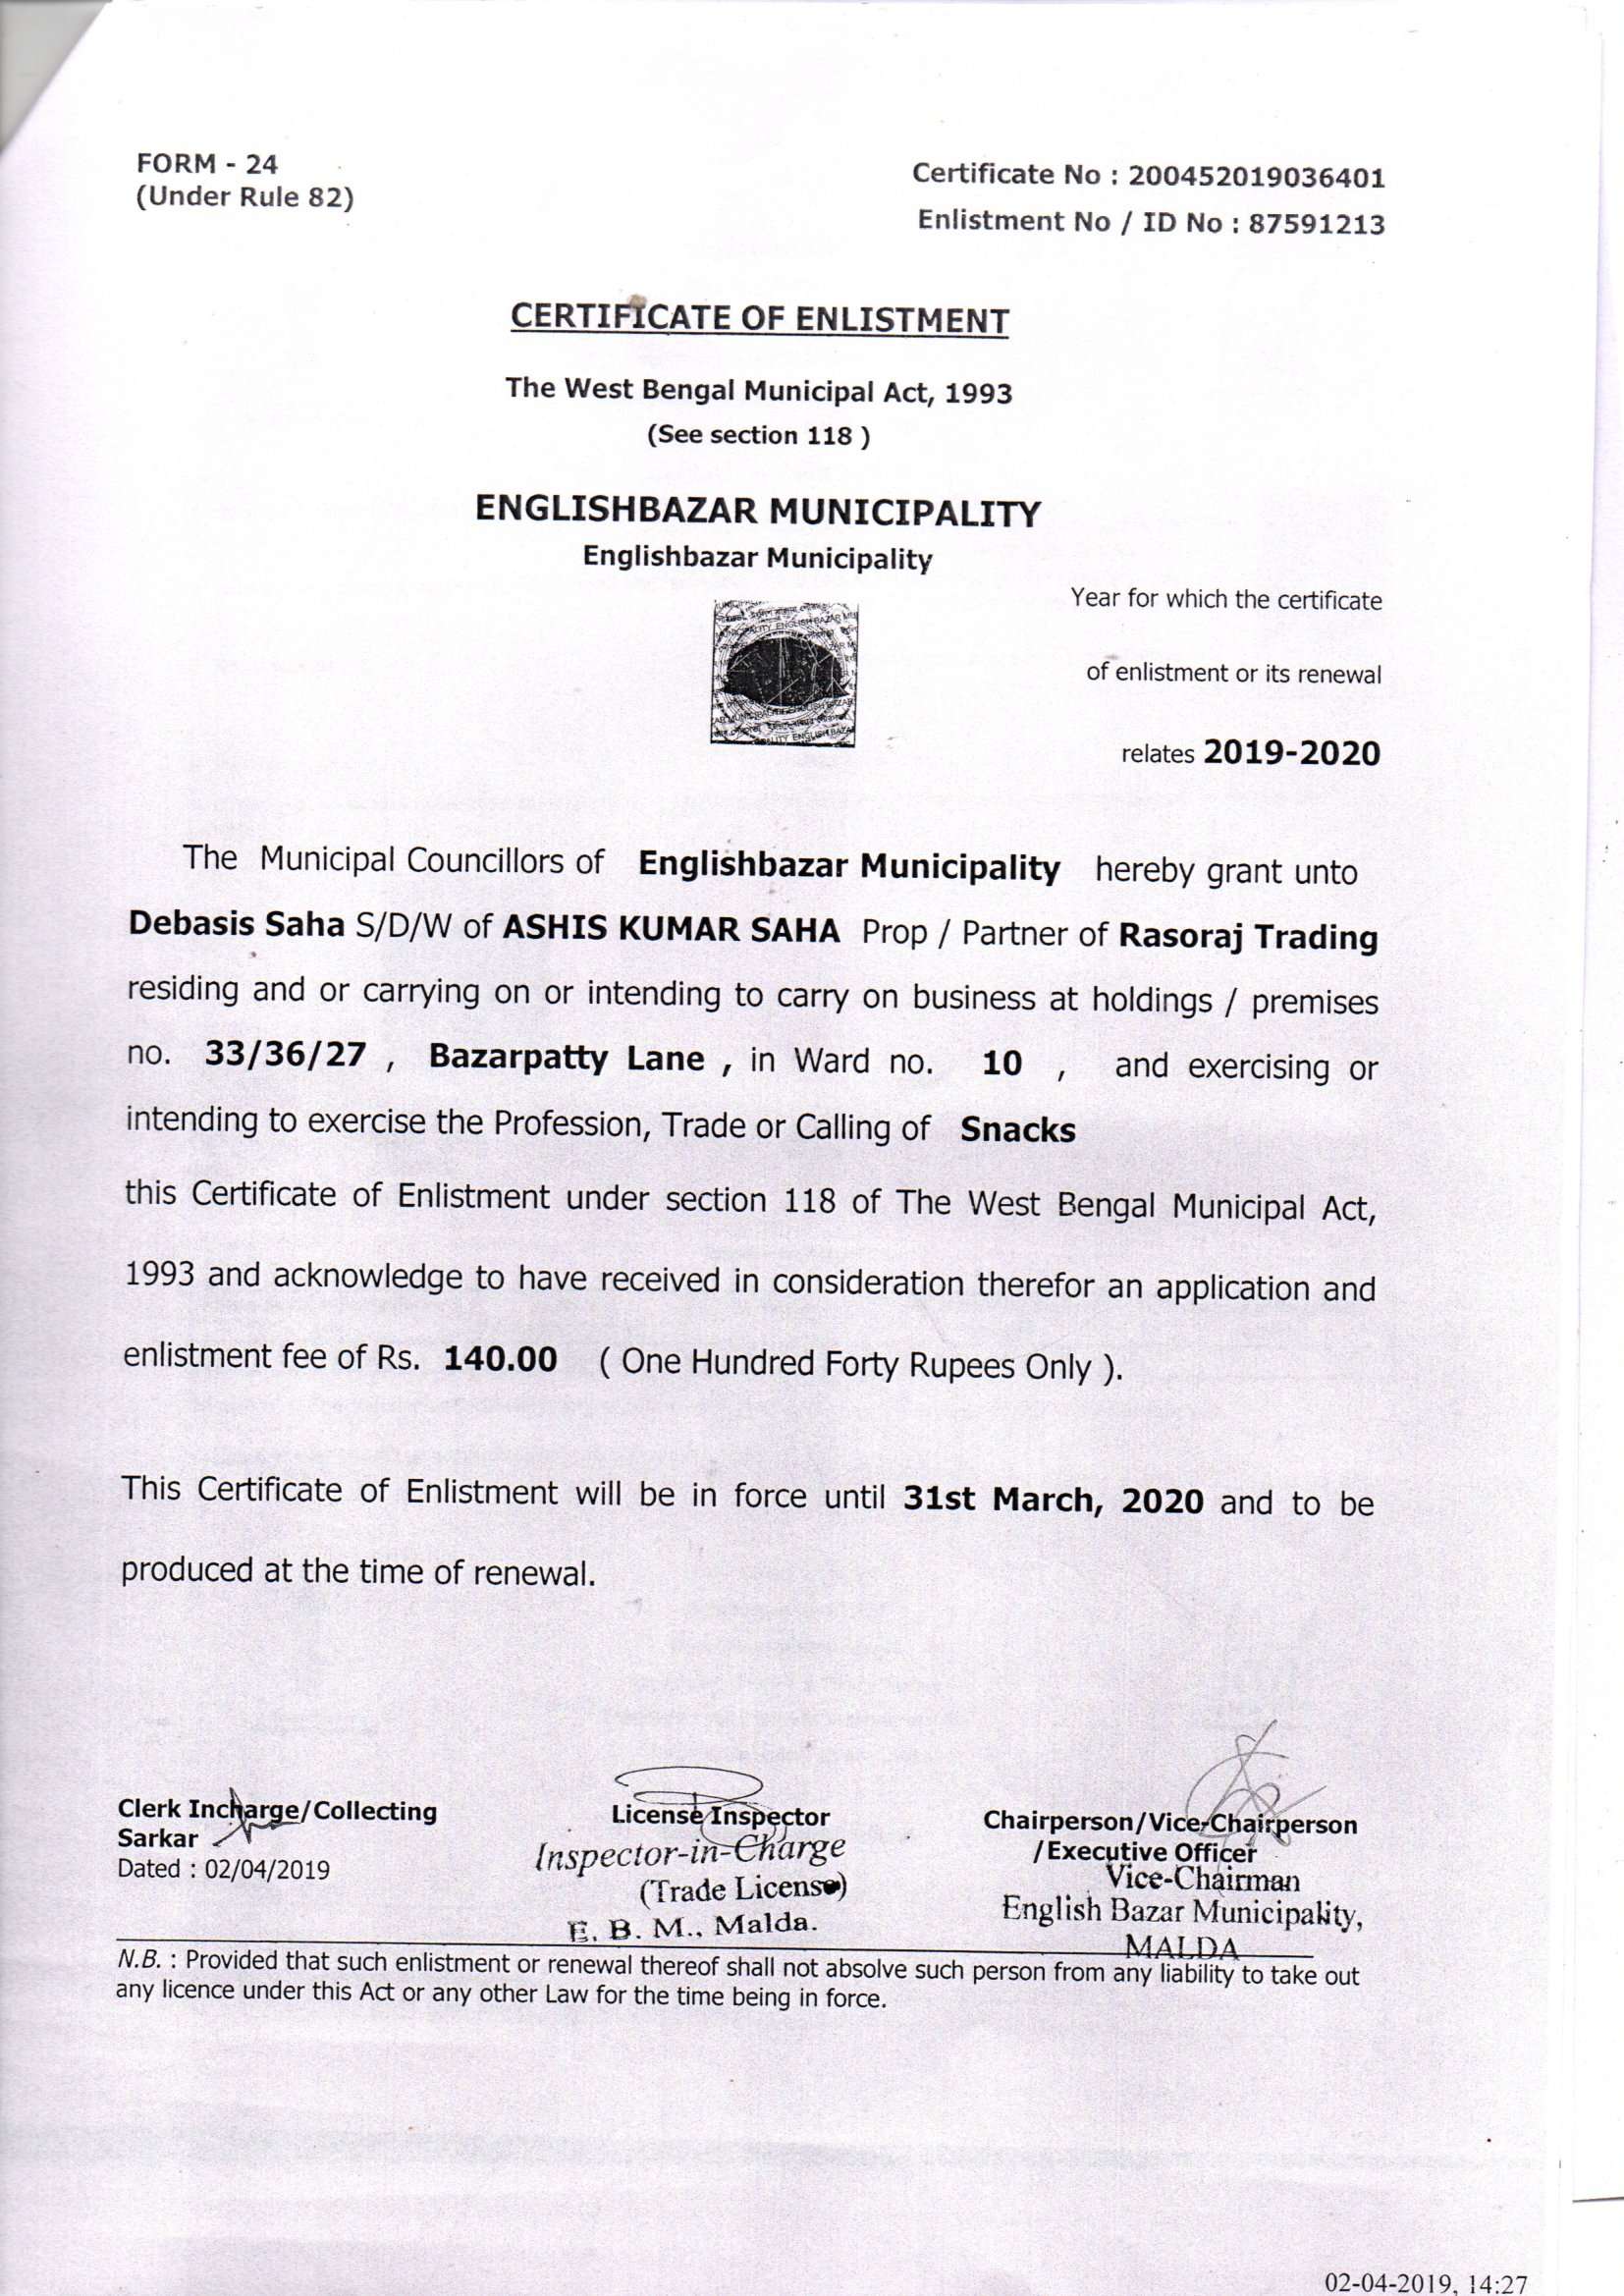 FORM - 24
(Under Rule 82)
Certificate No : 200452019036401
Enlistment No / ID No : 87591213
CERTIFICATE OF ENLISTMENT
The West Bengal Municipal Act, 1993
(See section 118 )
ENGLISHBAZAR MUNICIPALITY
Englishbazar Municipality
Year for which the certificate
of enlistment or its renewal
relates 2019-2020
The Municipal Councillors of Englishbazar Municipality hereby grant unto
Debasis Saha S/D/W of ASHIS KUMAR SAHA Prop / Partner of Rasoraj Trading
residing and or carrying on or intending to carry on business at holdings / premises
no. 33/36/27 , Bazarpatty Lane , in Ward no. 10 , and exercising or
intending to exercise the Profession, Trade or Calling of Snacks
this Certificate of Enlistment under section 118 of The West Bengal Municipal Act,
1993 and acknowledge to have received in consideration therefor an application and
enlistment fee of Rs. 140.00 ( One Hundred Forty Rupees Only ).
This Certificate of Enlistment will be in force until 31st March, 2020 and to be
produced at the time of renewal.
Clerk Incharge/Collecting
Sarkar
Dated : 02/04/2019
License Inspector
Inspector-in-Charge
(Trade License)
E. B. M., Malda.
Chairperson/Vice-Chairperson
/Executive Officer
Vice-Chairman
English Bazar Municipality,
MALDA
N.B. : Provided that such enlistment or renewal thereof shall not absolve such person from any liability to take out
any licence under this Act or any other Law for the time being in force.
02-04-2019, 14:27